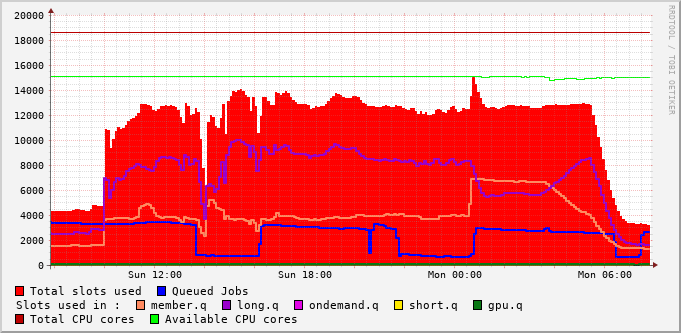 20000
18000
16000
14000
12000
10000
8000
6000
4000
2000
0
Sun 12:00 Sun 18:00 Mon 00:00 Mon 06:00
RRDTOOL / TOBI OETIKER
Total slots used Queued Jobs
Slots used in : member.q long.q ondemand.q short.q gpu.q
Total CPU cores Available CPU cores